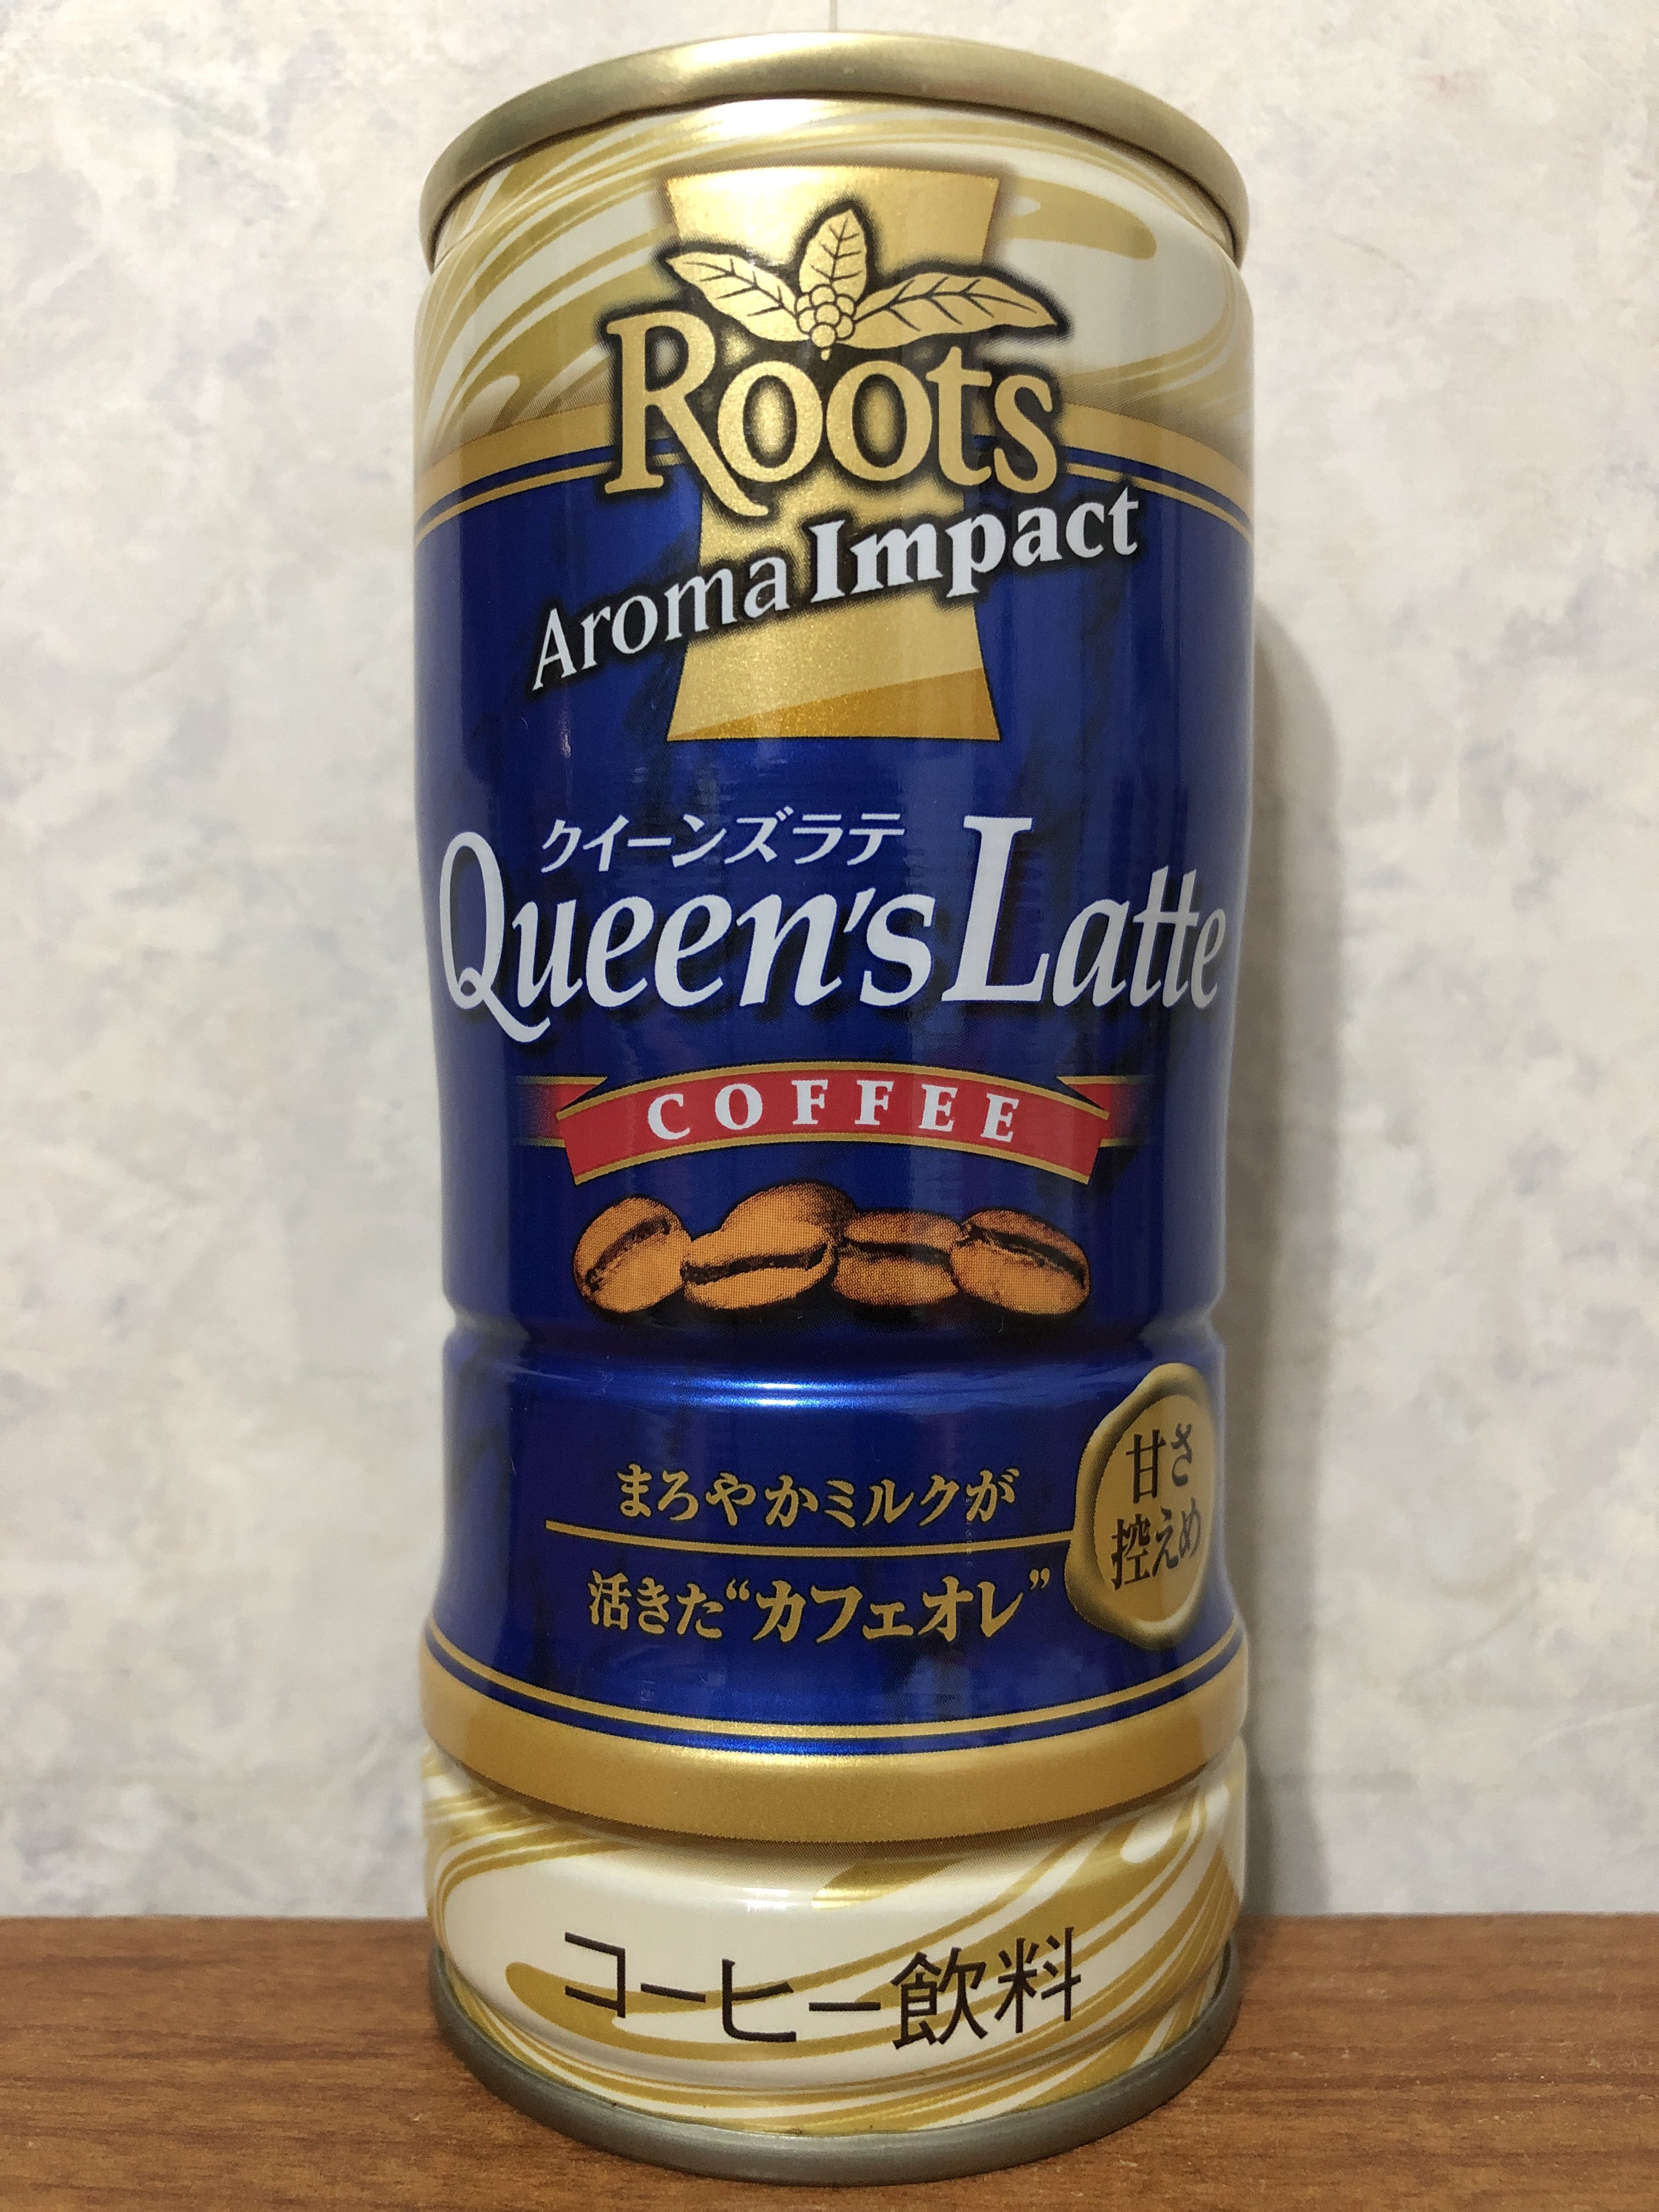 Roots
Aroma Impact
クイーンズラテ
Queen's Latte
COFFEE
まろやかミルクが
活きた“カフェオレ”
甘さ
控えめ
コーヒー飲料